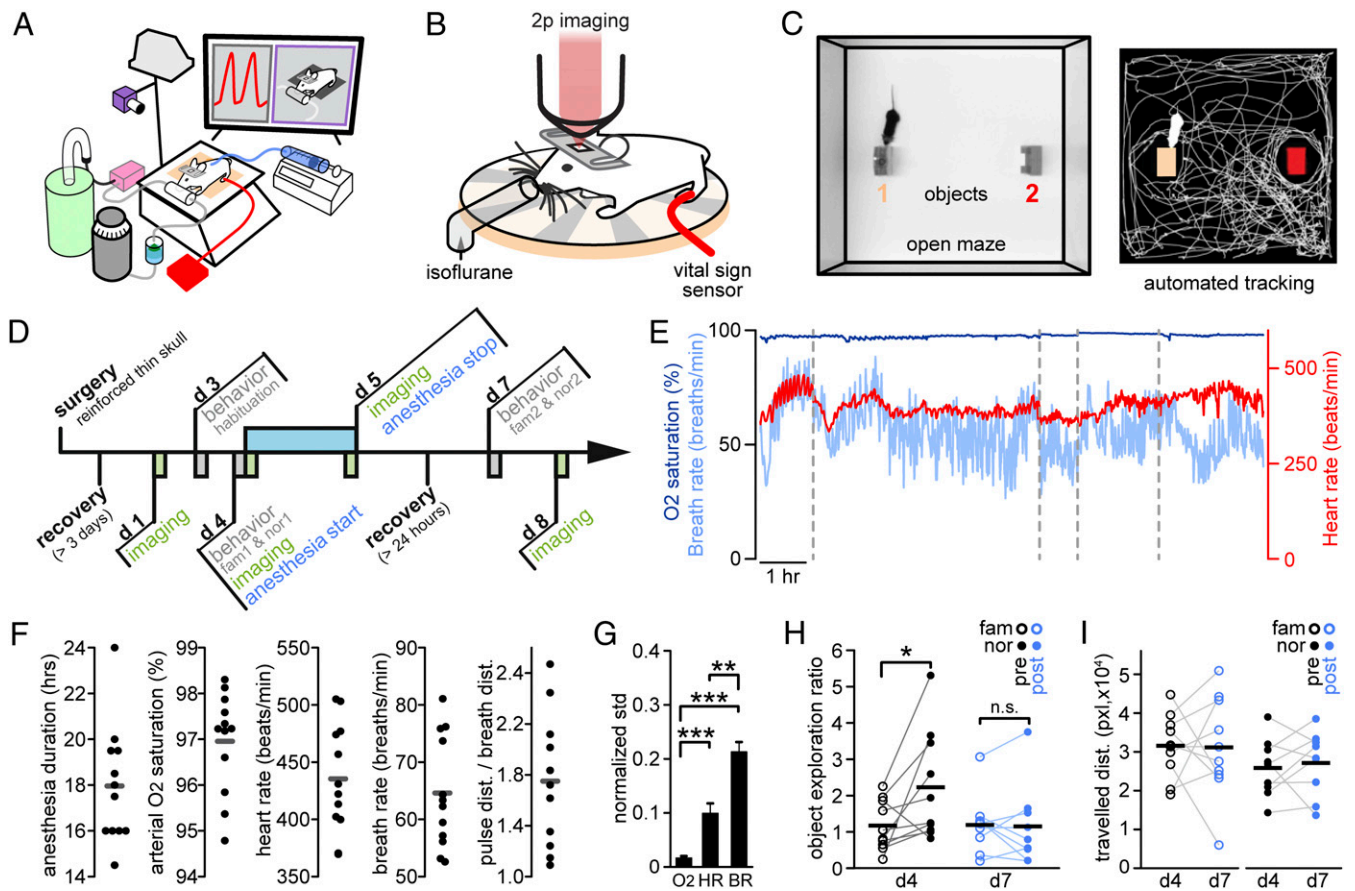 A
B
2p imaging
isoflurane
vital sign
sensor
C
1
objects
2
open maze
automated tracking
D
surgery
reinforced thin skull
recovery
(> 3 days)
d 1
imaging
d 3
behavior
habituation
d 4
behavior
fam1 & nor1
imaging
anesthesia start
d 5
imaging
anesthesia stop
recovery
(> 24 hours)
d 7
behavior
fam2 & nor2
d 8
imaging
E
O2 saturation (%)
Breath rate (breaths/min)
100
50
0
1 hr
500
250
0
Heart rate (beats/min)
F
anesthesia duration (hrs)
24
22
20
18
16
14
arterial O2 saturation (%)
99
98
97
96
95
94
heart rate (beats/min)
550
500
450
400
350
breath rate (breaths/min)
90
80
70
60
50
pulse dist. / breath dist.
2.6
2.2
1.8
1.4
1.0
G
normalized std
0.4
0.3
0.2
0.1
0
***
***
**
O2 HR BR
H
object exploration ratio
6
5
4
3
2
1
0
*
n.s.
fam
nor
pre
post
d4 d7
I
travelled dist. (pxl,x10⁴)
5
4
3
2
1
0
fam
nor
pre
post
d4 d7 d4 d7